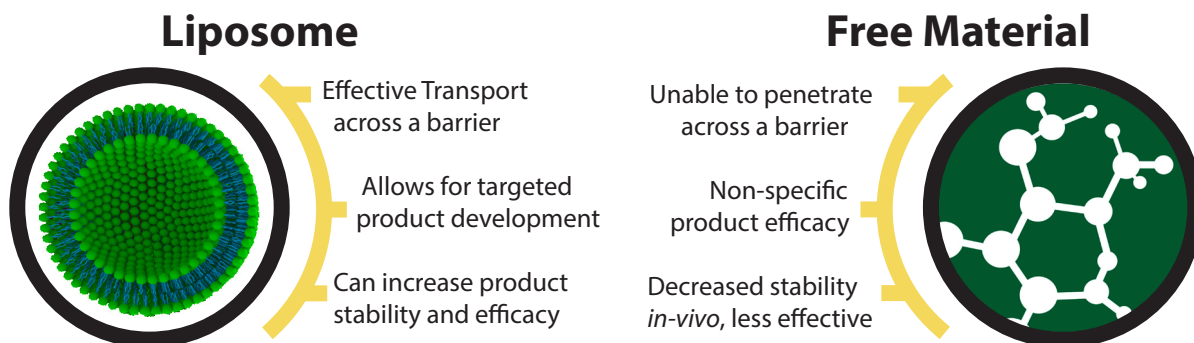 Liposome
Effective Transport
across a barrier
Allows for targeted
product development
Can increase product
stability and efficacy
Free Material
Unable to penetrate
across a barrier
Non-specific
product efficacy
Decreased stability
in-vivo, less effective